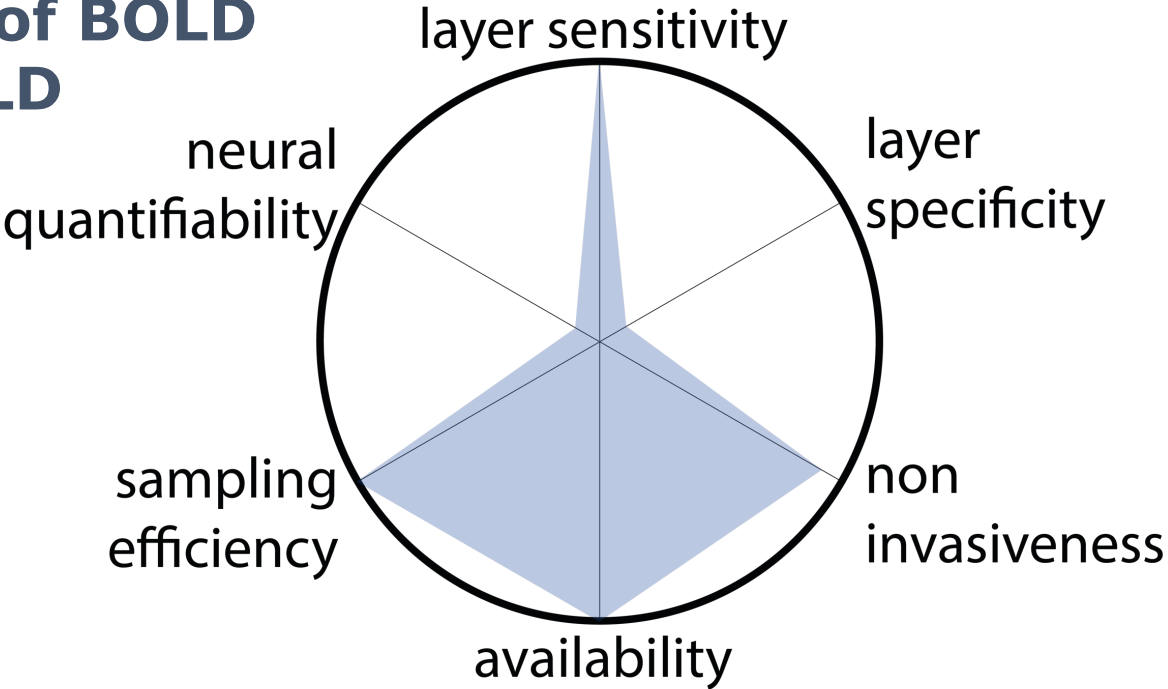 of BOLD
LD
layer sensitivity
neural
quantifiability
layer
specificity
sampling
efficiency
non
invasiveness
availability